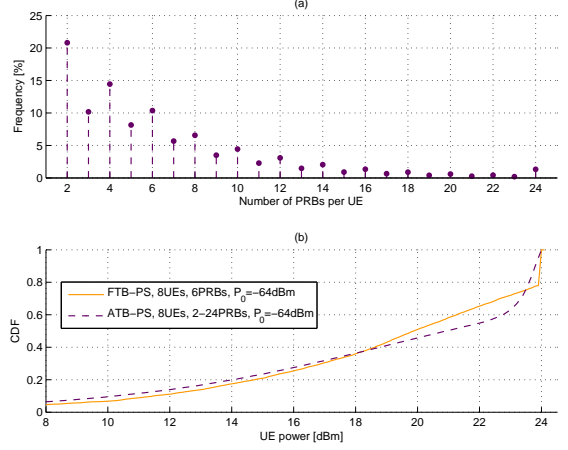 (a)
25
20
15
10
5
0
Frequency [%]
2 4 6 8 10 12 14 16 18 20 22 24
Number of PRBs per UE
(b)
1
0.8
0.6
0.4
0.2
0
CDF
FTB−PS, 8UEs, 6PRBs, P0=−64dBm
ATB−PS, 8UEs, 2−24PRBs, P0=−64dBm
8 10 12 14 16 18 20 22 24
UE power [dBm]